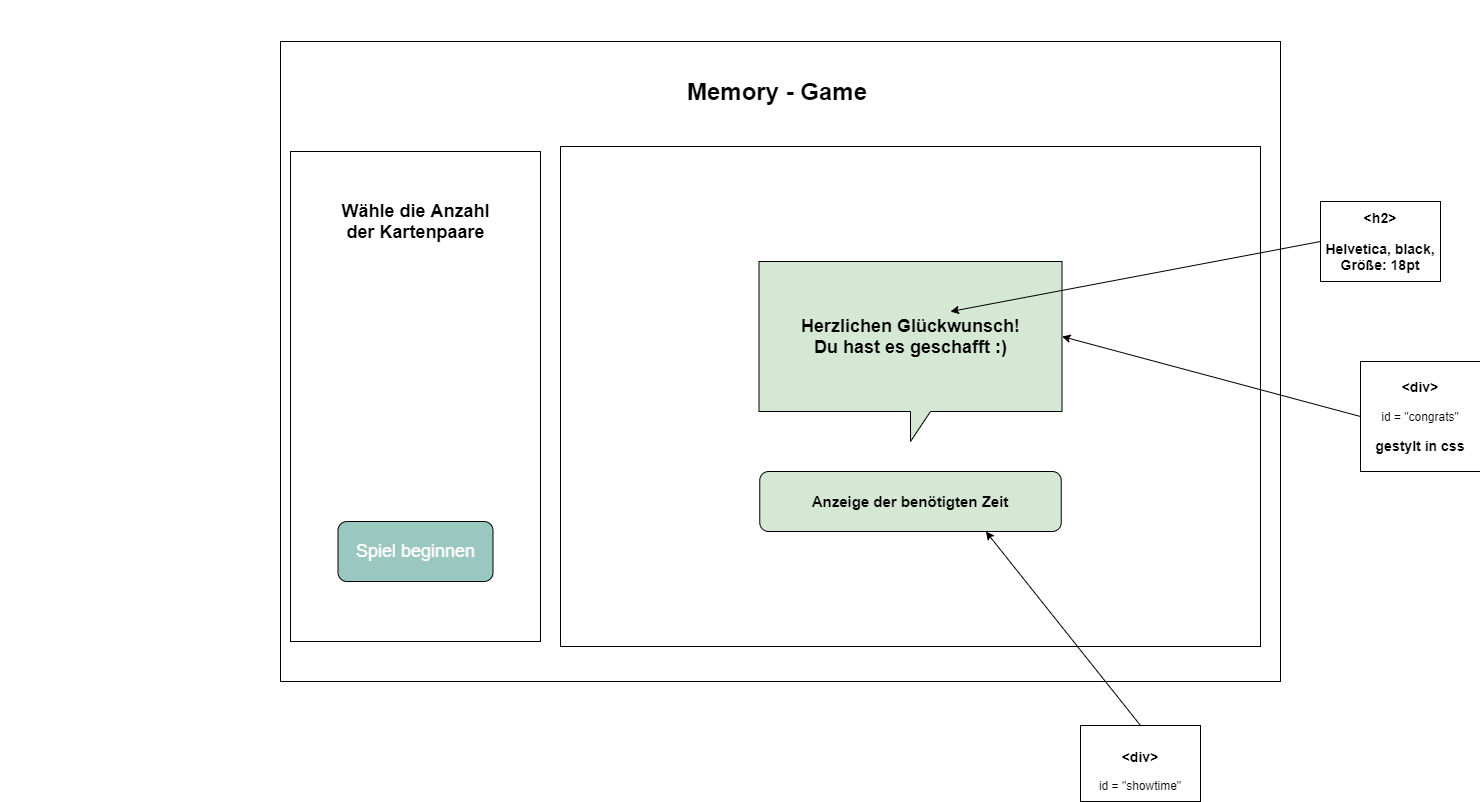 Memory - Game
Wähle die Anzahl
der Kartenpaare
Spiel beginnen
Herzlichen Glückwunsch!
Du hast es geschafft :)
Anzeige der benötigten Zeit
<h2>
Helvetica, black,
Größe: 18pt
<div>
id = "congrats"
gestylt in css
<div>
id = "showtime"